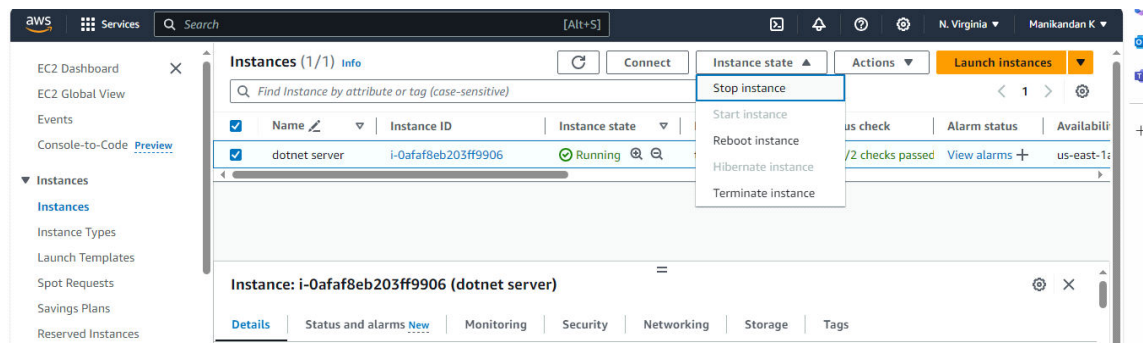 aws Services Search [Alt+S] N. Virginia ▼ Manikandan K ▼
EC2 Dashboard
EC2 Global View
Events
Console-to-Code Preview
▼ Instances
Instances
Instance Types
Launch Templates
Spot Requests
Savings Plans
Reserved Instances
Instances (1/1) Info Connect Instance state ▲ Actions ▼ Launch instances ▼
Find Instance by attribute or tag (case-sensitive) < 1 >
Name Instance ID Instance state us check Alarm status Availabili
dotnet server i-0afaf8eb203ff9906 Running /2 checks passed View alarms + us-east-1a
Stop instance
Start instance
Reboot instance
Hibernate instance
Terminate instance
Instance: i-0afaf8eb203ff9906 (dotnet server)
Details Status and alarms New Monitoring Security Networking Storage Tags